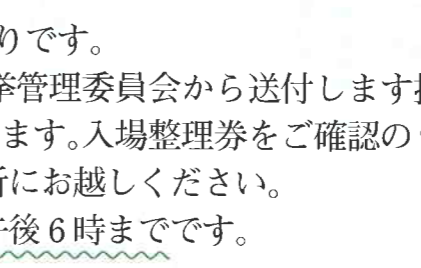 りです。
挙管理委員会から送付します
ます。入場整理券をご確認の
にお越しください。
後6時までです。